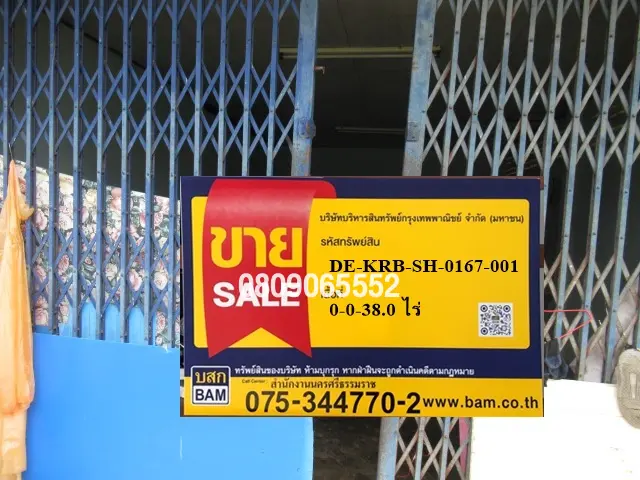 บริษัทบริหารสินทรัพย์กรุงเทพพาณิชย์ จำกัด (มหาชน)
ขาย
SALE
รหัสทรัพย์สิน
DE-KRB-SH-0167-001
0809065552
0-0-38.0 ไร่
ทรัพย์สินของบริษัท ห้ามบุกรุก หากฝ่าฝืนจะถูกดำเนินคดีตามกฎหมาย
บสก
BAM
Call Center
สำนักงานนครศรีธรรมราช
075-344770-2 www.bam.co.th